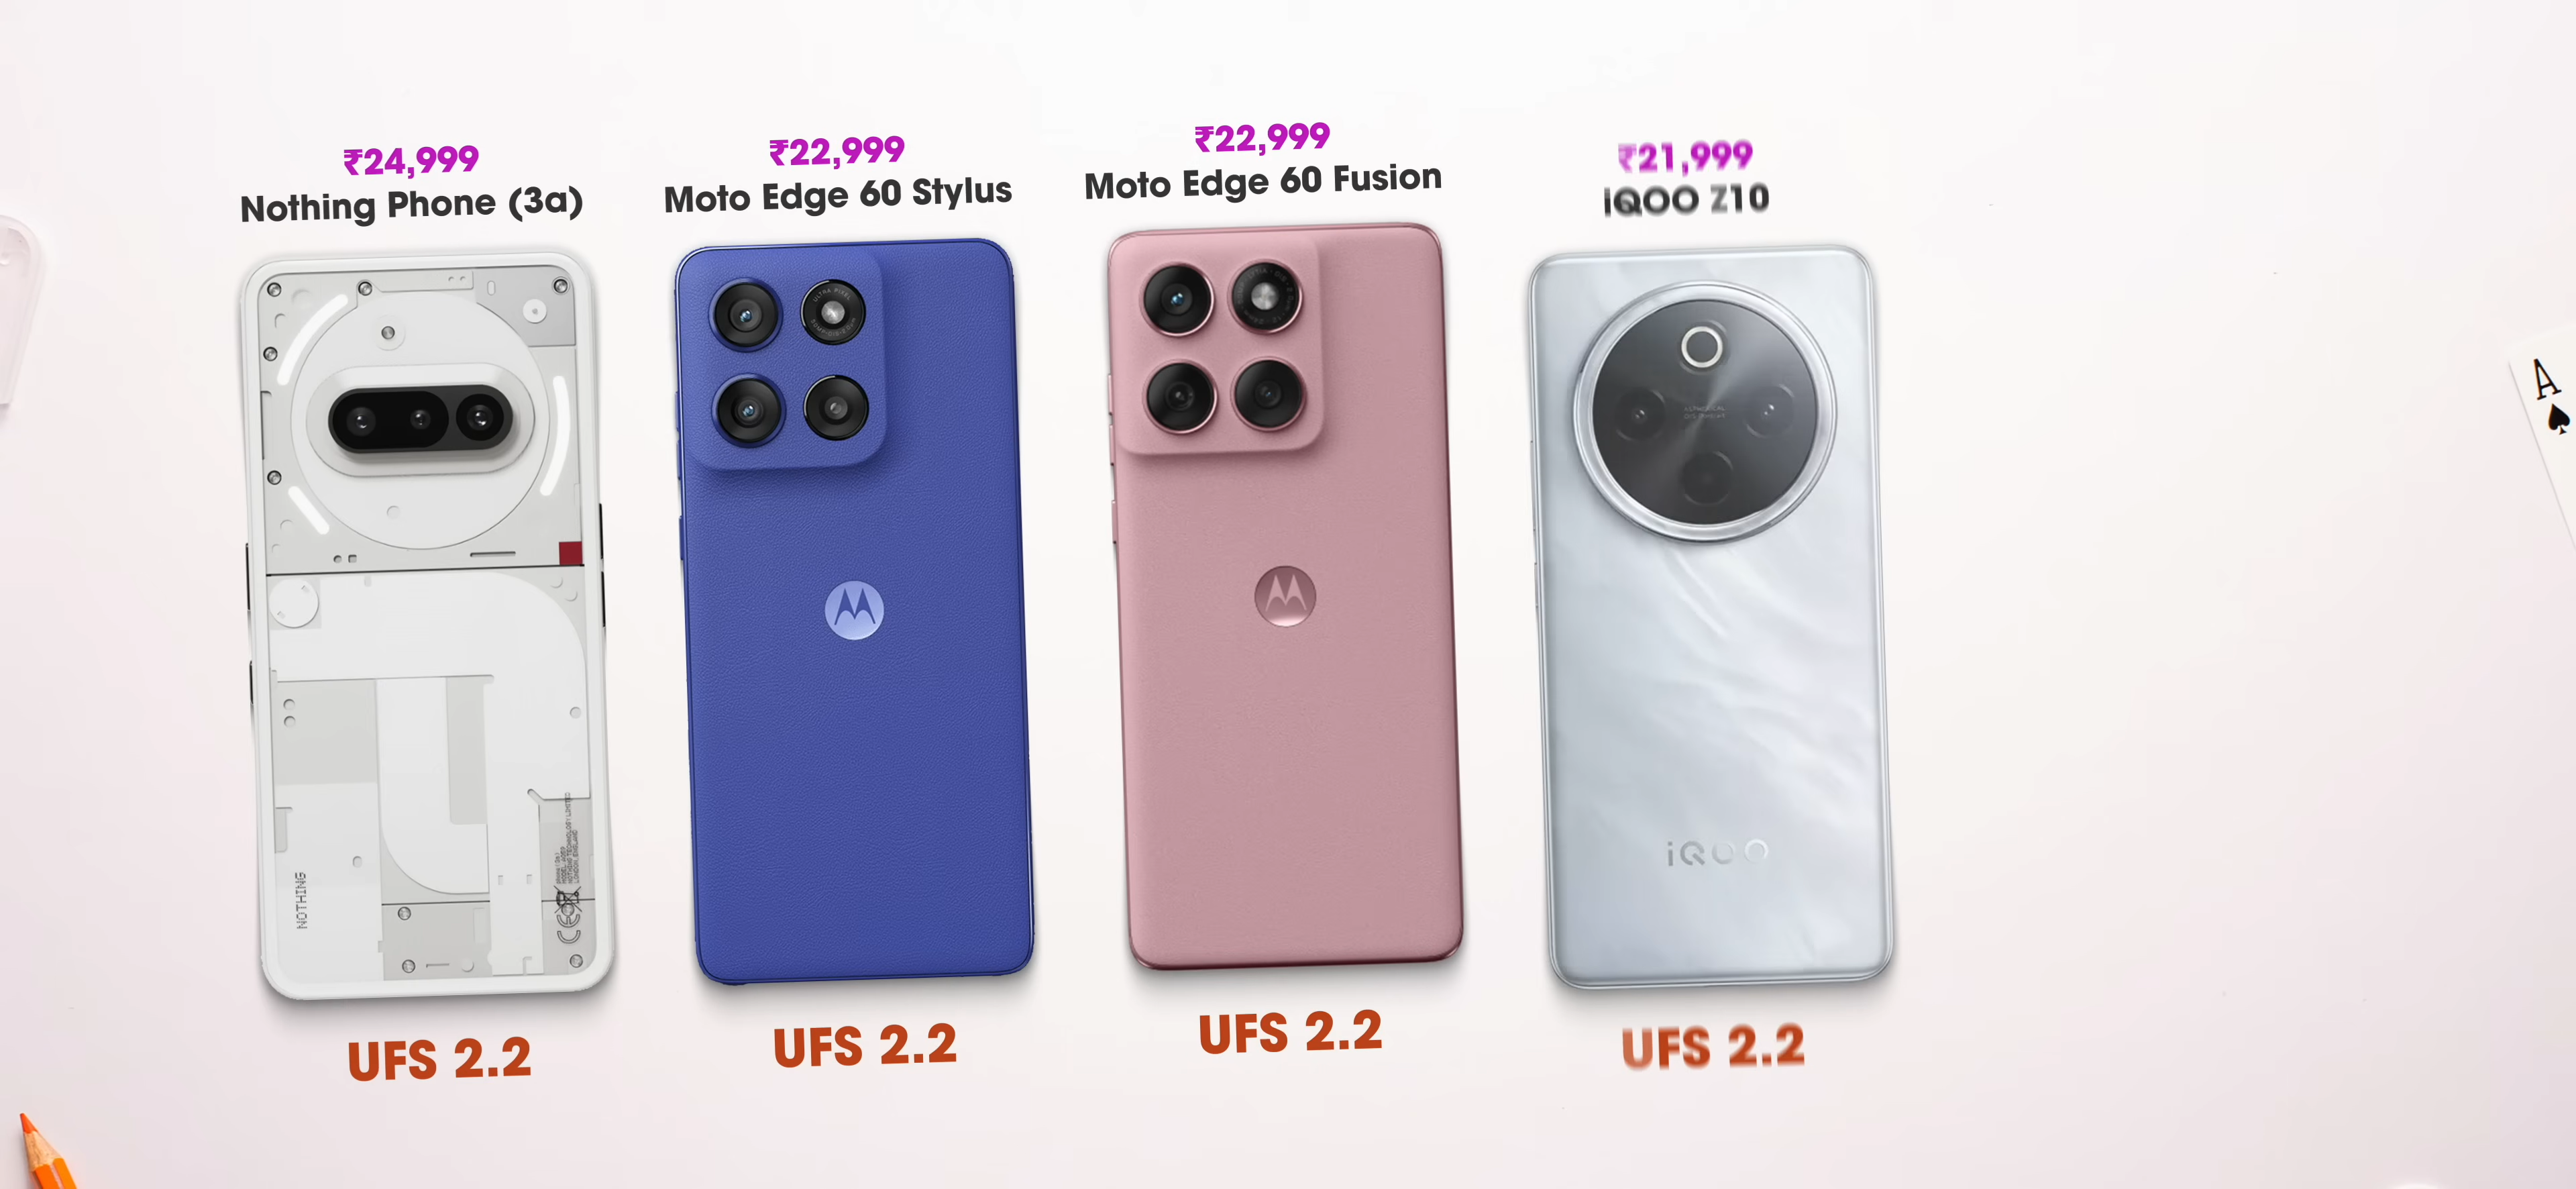 ₹24,999
Nothing Phone (3a)
₹22,999
Moto Edge 60 Stylus
₹22,999
Moto Edge 60 Fusion
₹21,999
iQOO Z10
NOTHING
iQOO
UFS 2.2
UFS 2.2
UFS 2.2
UFS 2.2
A